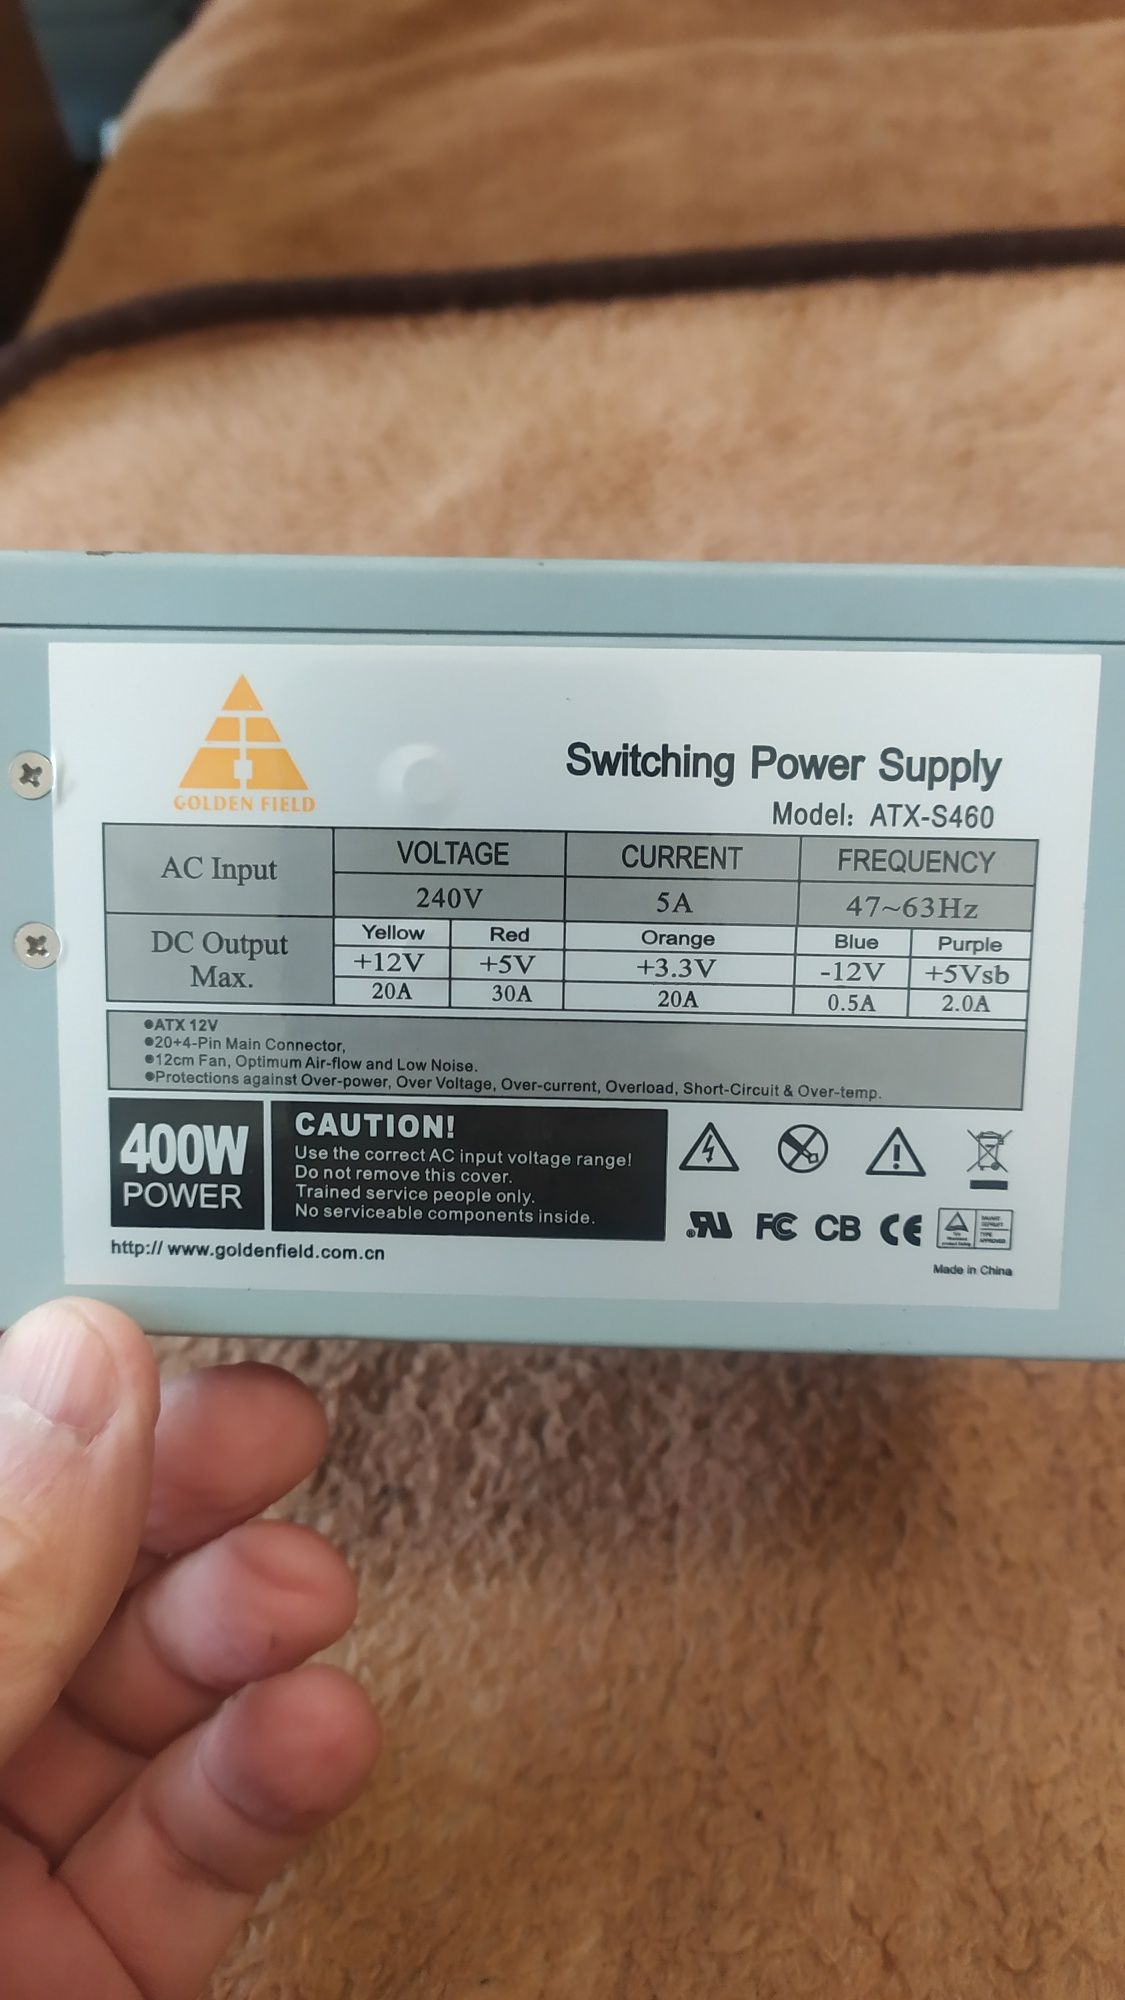 GOLDEN FIELD
Switching Power Supply
Model: ATX-S460
AC Input
VOLTAGE
CURRENT
FREQUENCY
240V
5A
47~63Hz
DC Output
Max.
Yellow
Red
Orange
Blue
Purple
+12V
+5V
+3.3V
-12V
+5Vsb
20A
30A
20A
0.5A
2.0A
●ATX 12V
●20+4-Pin Main Connector,
●12cm Fan, Optimum Air-flow and Low Noise.
●Protections against Over-power, Over Voltage, Over-current, Overload, Short-Circuit & Over-temp.
400W
POWER
CAUTION!
Use the correct AC input voltage range!
Do not remove this cover.
Trained service people only.
No serviceable components inside.
FC CB CE
http:// www.goldenfield.com.cn
Made in China